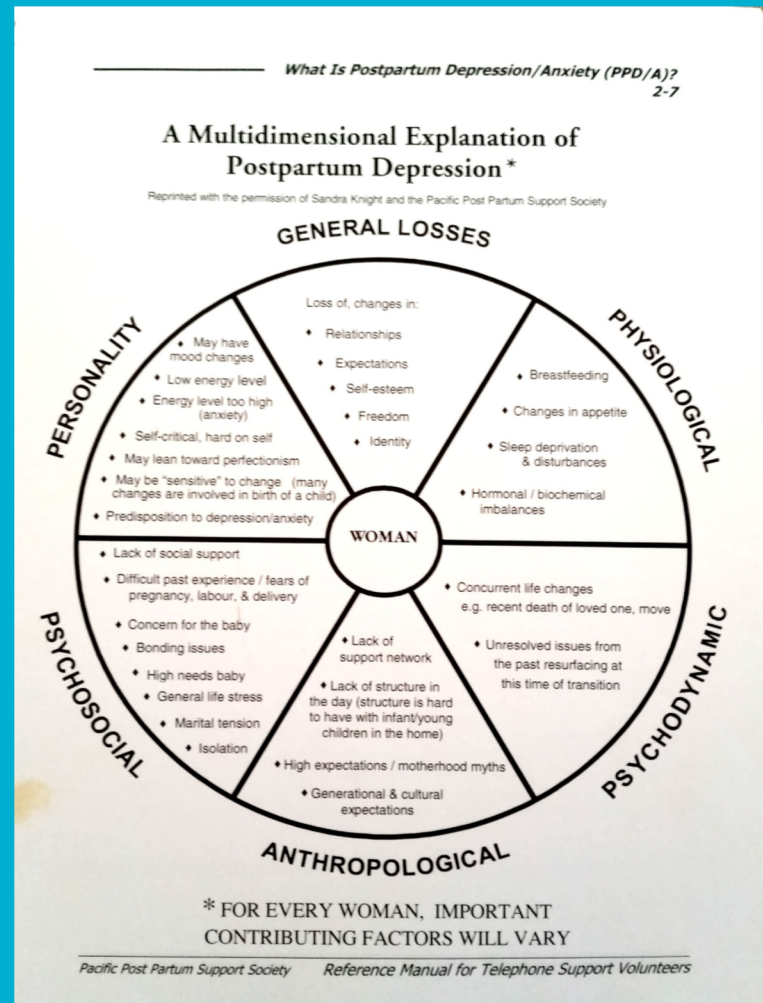 What Is Postpartum Depression/Anxiety (PPD/A)?
2-7
A Multidimensional Explanation of
Postpartum Depression*
Reprinted with the permission of Sandra Knight and the Pacific Post Partum Support Society
GENERAL LOSSES
Loss of, changes in:
♦ Relationships
♦ Expectations
♦ Self-esteem
♦ Freedom
♦ Identity
PHYSIOLOGICAL
♦ Breastfeeding
♦ Changes in appetite
♦ Sleep deprivation
& disturbances
♦ Hormonal / biochemical
imbalances
PERSONALITY
♦ May have
mood changes
♦ Low energy level
♦ Energy level too high
(anxiety)
♦ Self-critical, hard on self
♦ May lean toward perfectionism
♦ May be "sensitive" to change (many
changes are involved in birth of a child)
♦ Predisposition to depression/anxiety
WOMAN
PSYCHOSOCIAL
♦ Lack of social support
♦ Difficult past experience / fears of
pregnancy, labour, & delivery
♦ Concern for the baby
♦ Bonding issues
♦ High needs baby
♦ General life stress
♦ Marital tension
♦ Isolation
ANTHROPOLOGICAL
♦ Lack of
support network
♦ Lack of structure in
the day (structure is hard
to have with infant/young
children in the home)
♦ High expectations / motherhood myths
♦ Generational & cultural
expectations
PSYCHODYNAMIC
♦ Concurrent life changes
e.g. recent death of loved one, move
♦ Unresolved issues from
the past resurfacing at
this time of transition
* FOR EVERY WOMAN, IMPORTANT
CONTRIBUTING FACTORS WILL VARY
Pacific Post Partum Support Society Reference Manual for Telephone Support Volunteers